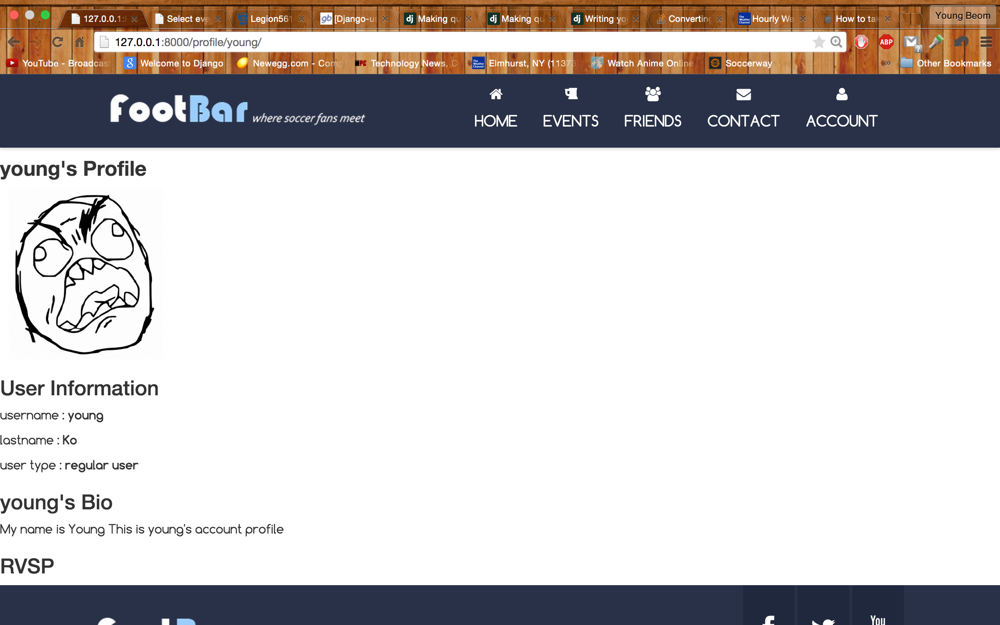 127.0.0.1:8
Select eve
Legion561
[Django-us
Making qu
Making qu
Writing yo
Converting
Hourly We
How to tak
Young Beom
127.0.0.1:8000/profile/young/
ABP
YouTube - Broadcast
Welcome to Django
Newegg.com - Comp
Technology News, C
Elmhurst, NY (11373
Watch Anime Online
Soccerway
»
Other Bookmarks
FootBar where soccer fans meet
HOME
EVENTS
FRIENDS
CONTACT
ACCOUNT
young's Profile
User Information
username : young
lastname : Ko
user type : regular user
young's Bio
My name is Young This is young's account profile
RVSP
You